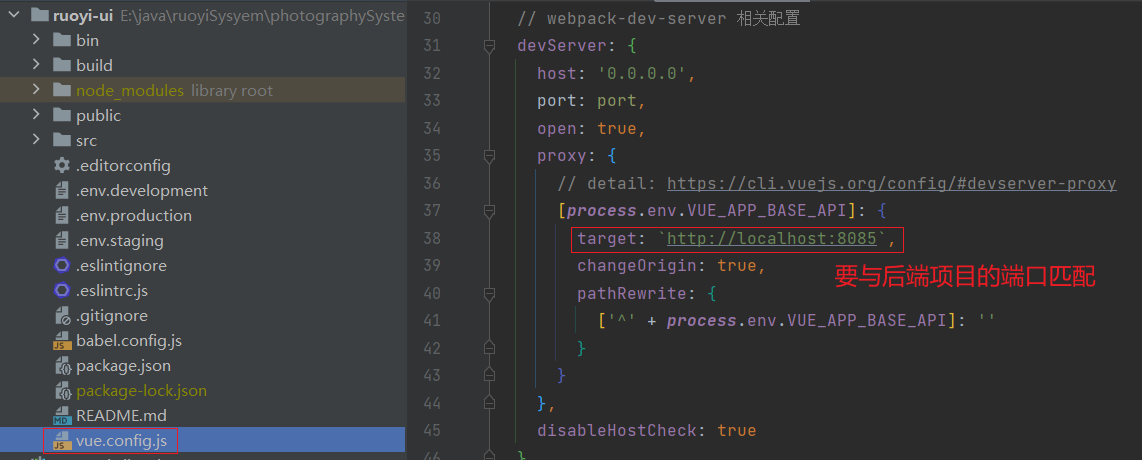 ruoyi-ui E:\java\ruoyiSysyem\photographySyste
bin
build
node_modules library root
public
src
.editorconfig
.env.development
.env.production
.env.staging
.eslintignore
.eslintrc.js
.gitignore
babel.config.js
package.json
package-lock.json
README.md
vue.config.js
30 // webpack-dev-server 相关配置
31 devServer: {
32 host: '0.0.0.0',
33 port: port,
34 open: true,
35 proxy: {
36 // detail: https://cli.vuejs.org/config/#devserver-proxy
37 [process.env.VUE_APP_BASE_API]: {
38 target: `http://localhost:8085`,
39 changeOrigin: true,
要与后端项目的端口匹配
40 pathRewrite: {
41 ['^' + process.env.VUE_APP_BASE_API]: ''
42 }
43 }
44 },
45 disableHostCheck: true
46 }